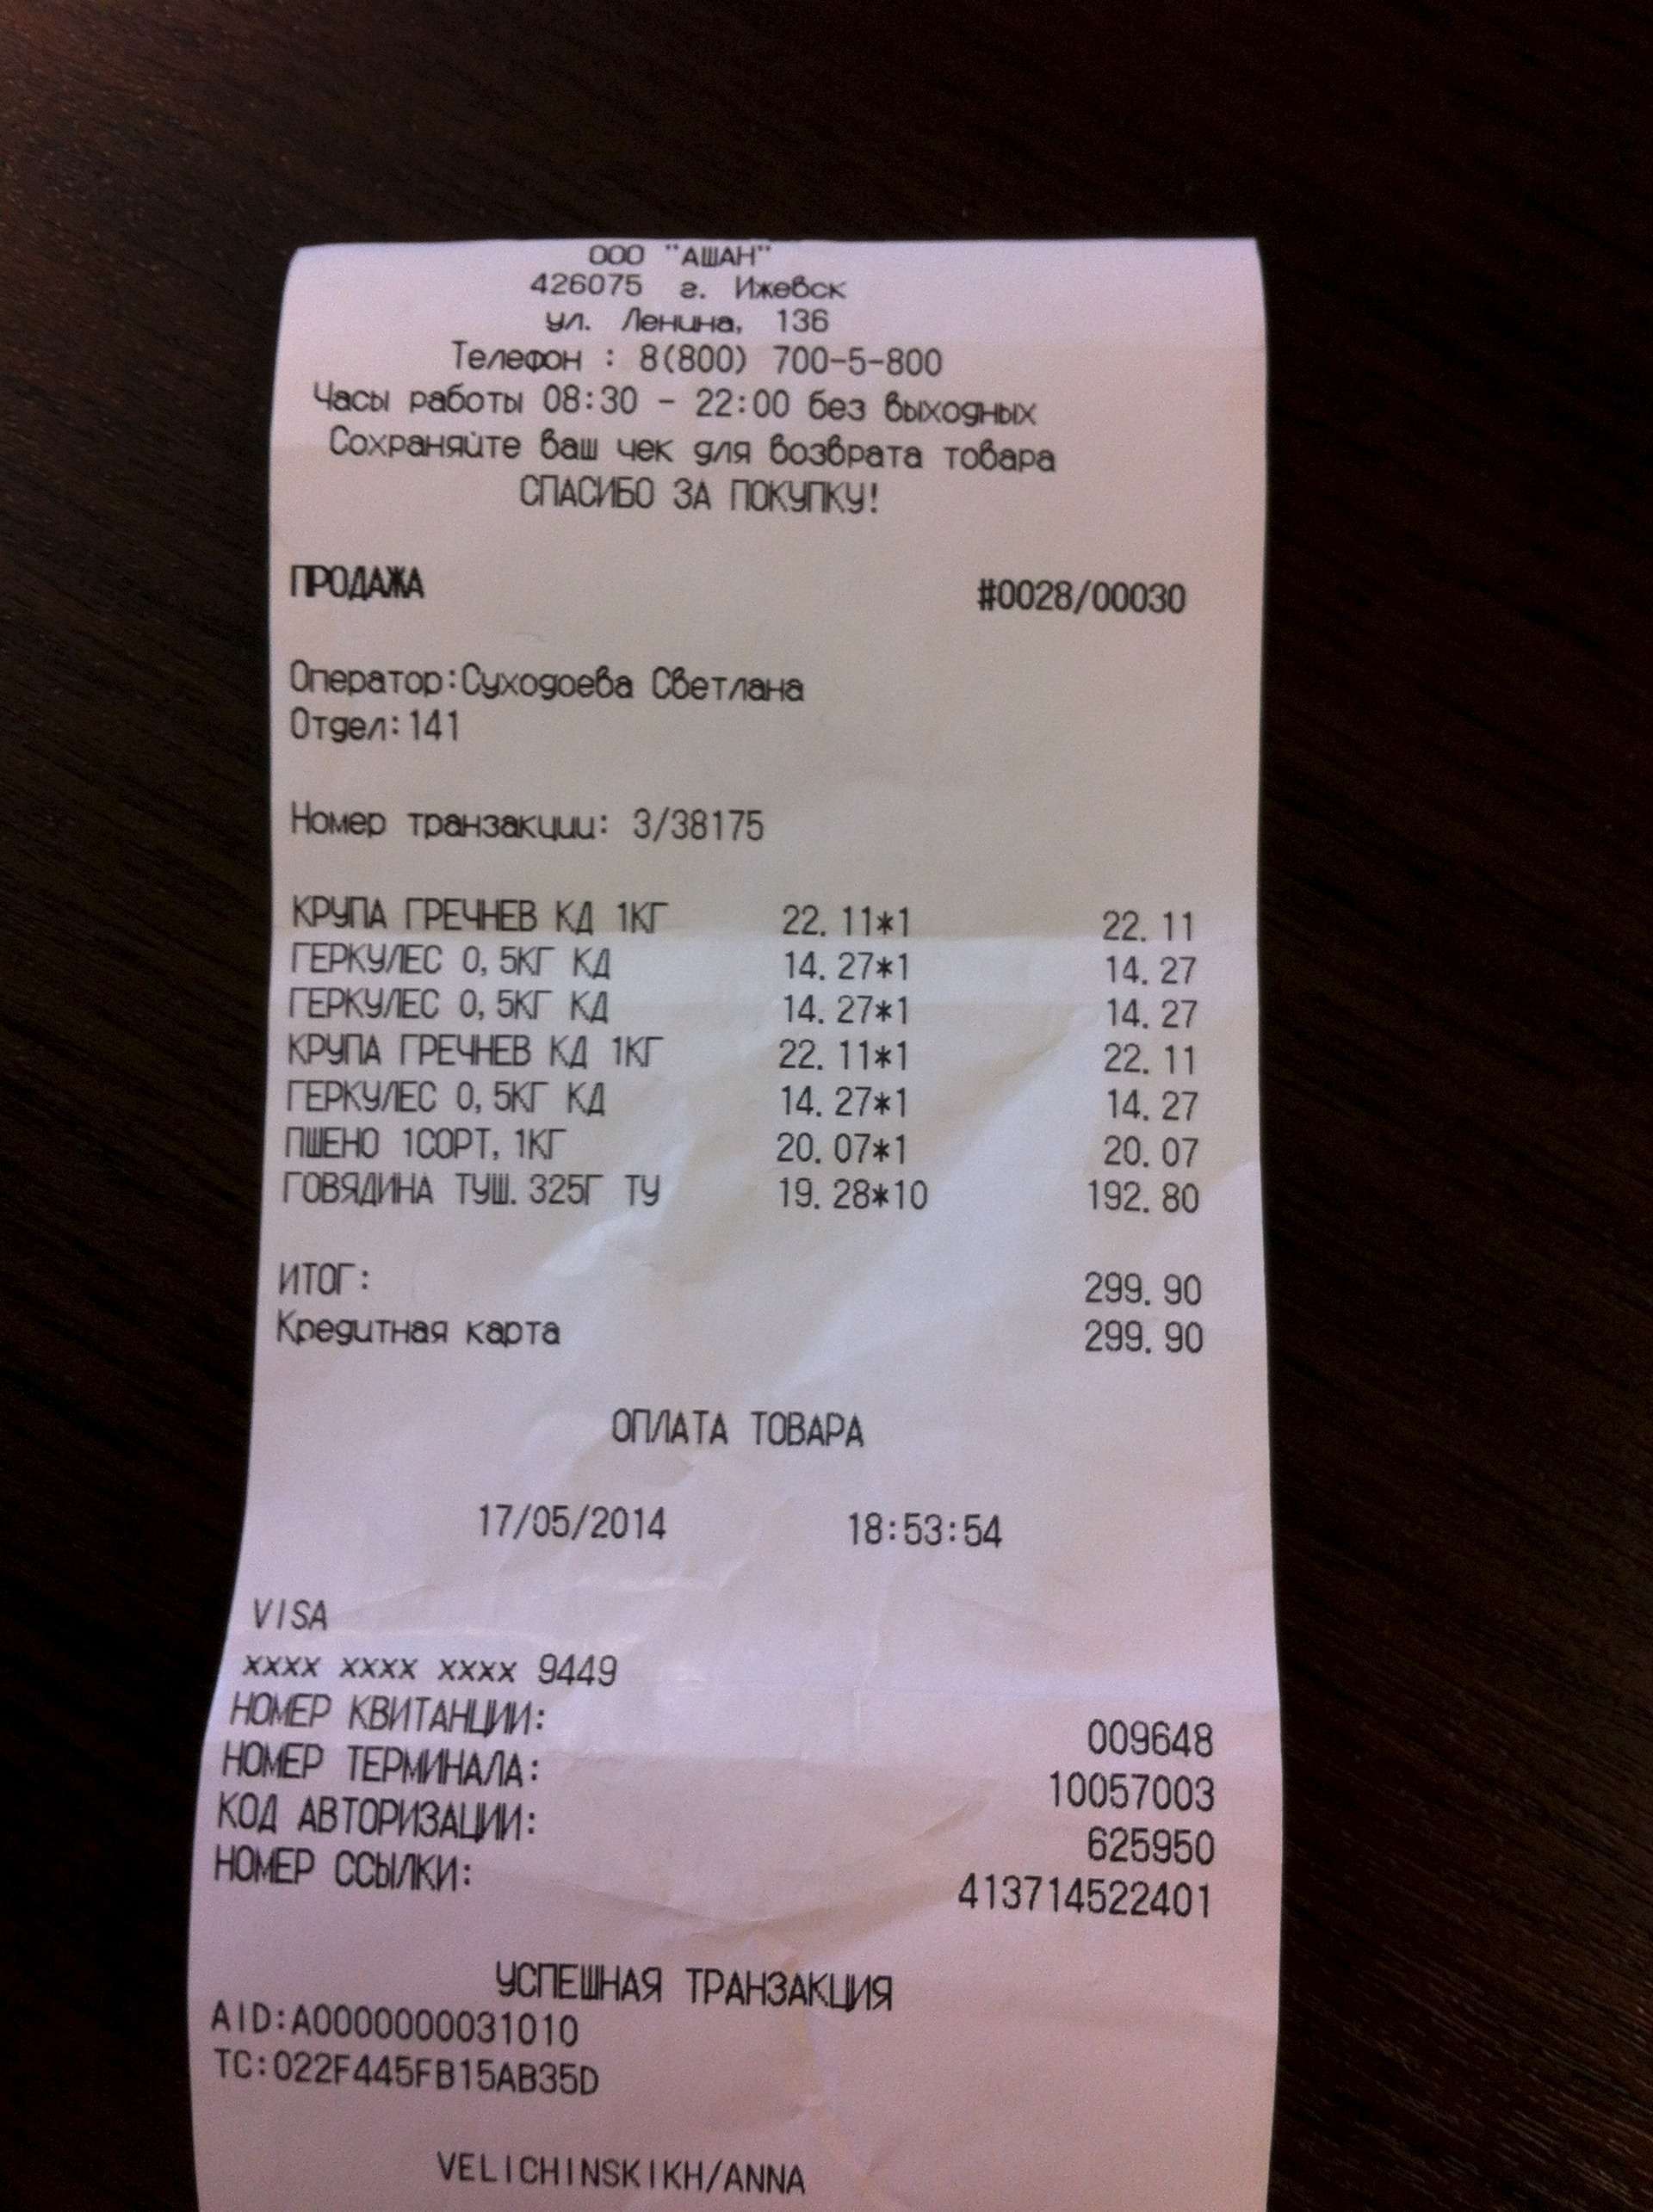 ООО "АШАН"
426075 г. Ижевск
ул. Ленина, 136
Телефон : 8(800) 700-5-800
Часы работы 08:30 - 22:00 без выходных
Сохраняйте ваш чек для возврата товара
СПАСИБО ЗА ПОКУПКУ!
ПРОДАЖА #0028/00030
Оператор:Суходоева Светлана
Отдел:141
Номер транзакции: 3/38175
КРУПА ГРЕЧНЕВ КД 1КГ 22.11*1 22.11
ГЕРКУЛЕС 0,5КГ КД 14.27*1 14.27
ГЕРКУЛЕС 0,5КГ КД 14.27*1 14.27
КРУПА ГРЕЧНЕВ КД 1КГ 22.11*1 22.11
ГЕРКУЛЕС 0,5КГ КД 14.27*1 14.27
ПШЕНО 1СОРТ, 1КГ 20.07*1 20.07
ГОВЯДИНА ТУШ.325Г ТУ 19.28*10 192.80
ИТОГ: 299.90
Кредитная карта 299.90
ОПЛАТА ТОВАРА
17/05/2014 18:53:54
VISA
xxxx xxxx xxxx 9449
НОМЕР КВИТАНЦИИ: 009648
НОМЕР ТЕРМИНАЛА: 10057003
КОД АВТОРИЗАЦИИ: 625950
НОМЕР ССЫЛКИ: 413714522401
УСПЕШНАЯ ТРАНЗАКЦИЯ
AID:A0000000031010
TC:022F445FB15AB35D
VELICHINSKIKH/ANNA